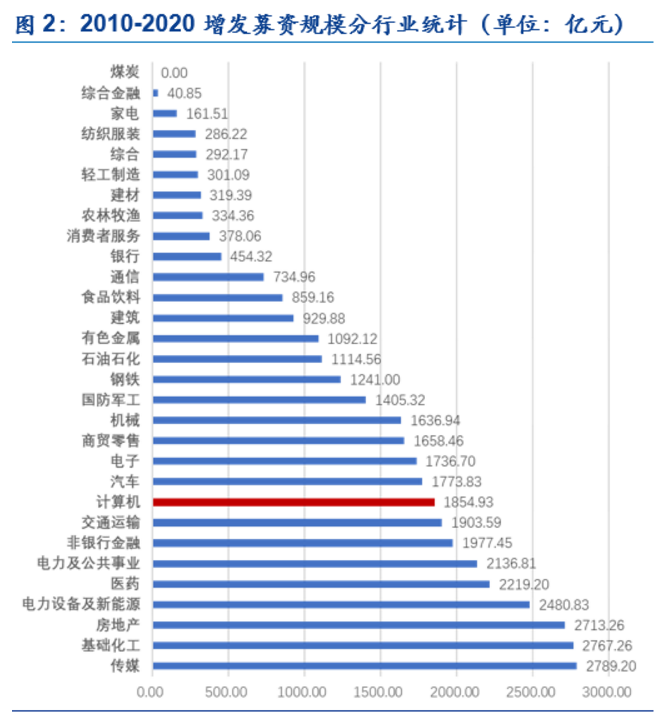 图 2：2010-2020 增发募资规模分行业统计（单位：亿元）
煤炭 0.00
综合金融 40.85
家电 161.51
纺织服装 286.22
综合 292.17
轻工制造 301.09
建材 319.39
农林牧渔 334.36
消费者服务 378.06
银行 454.32
通信 734.96
食品饮料 859.16
建筑 929.88
有色金属 1092.12
石油石化 1114.56
钢铁 1241.00
国防军工 1405.32
机械 1636.94
商贸零售 1658.46
电子 1736.70
汽车 1773.83
计算机 1854.93
交通运输 1903.59
非银行金融 1977.45
电力及公共事业 2136.81
医药 2219.20
电力设备及新能源 2480.83
房地产 2713.26
基础化工 2767.26
传媒 2789.20
0.00 500.00 1000.00 1500.00 2000.00 2500.00 3000.00